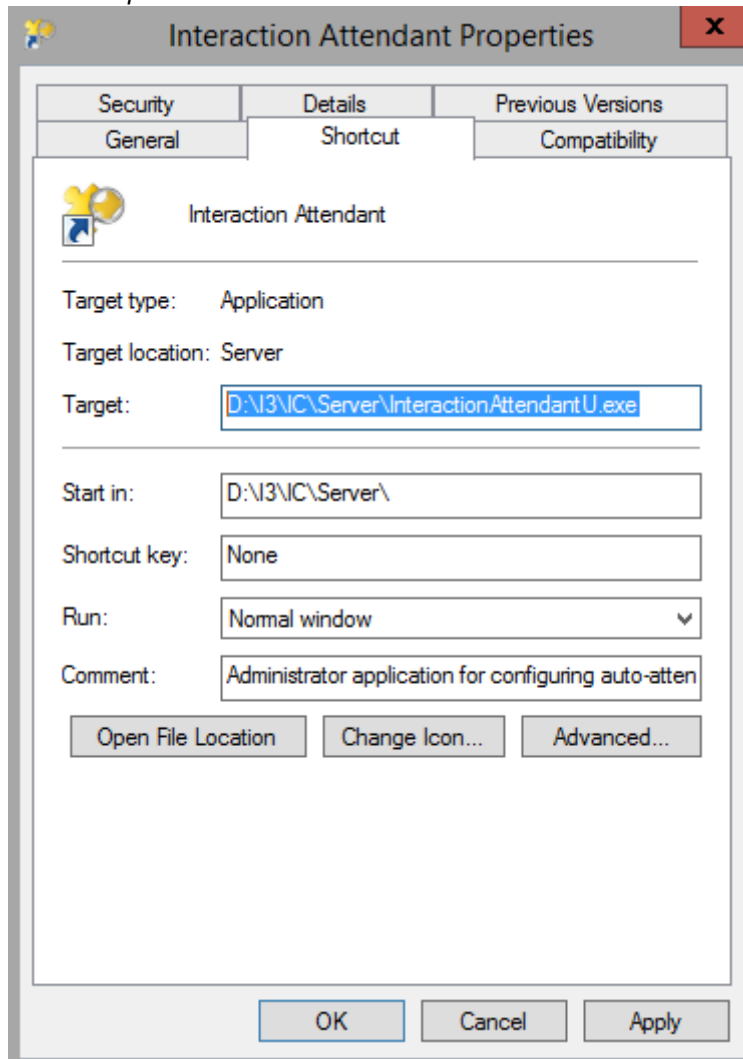 Interaction Attendant Properties
x
Security Details Previous Versions
General Shortcut Compatibility
Interaction Attendant
Target type: Application
Target location: Server
Target: D:\I3\IC\Server\InteractionAttendantU.exe
Start in: D:\I3\IC\Server\
Shortcut key: None
Run: Normal window
Comment: Administrator application for configuring auto-atten
Open File Location Change Icon... Advanced...
OK Cancel Apply